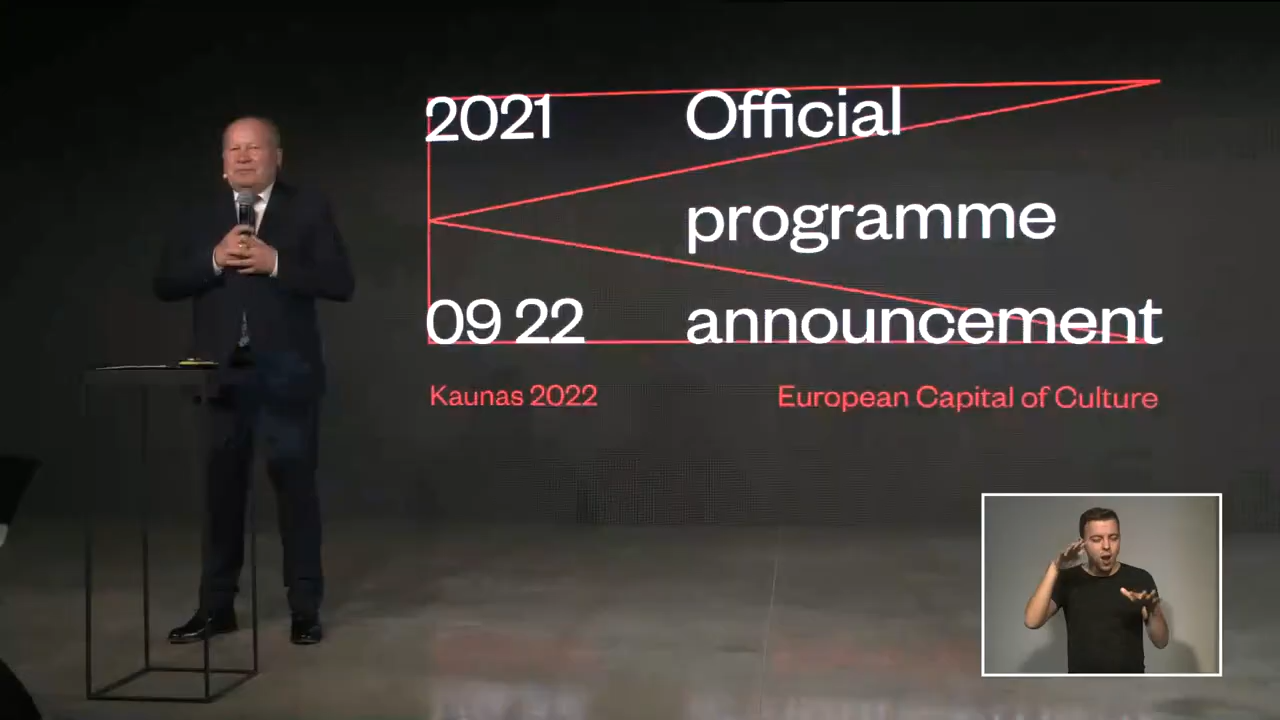 2021 Official
programme
09 22 announcement
Kaunas 2022 European Capital of Culture